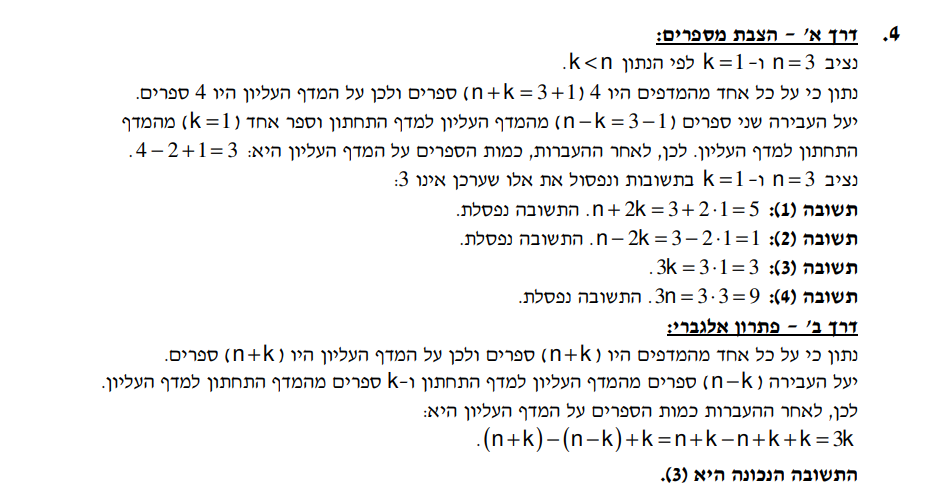 4. דרך א' – הצבת מספרים:
נציב n=3 ו- k=1 לפי הנתון k<n.
נתון כי על כל אחד מהמדפים היו 4 (n+k=3+1) ספרים ולכן על המדף העליון היו 4 ספרים.
יעל העבירה שני ספרים (n−k=3−1) מהמדף העליון למדף התחתון וספר אחד (k=1) מהמדף
התחתון למדף העליון. לכן, לאחר ההעברות, כמות הספרים על המדף העליון היא: 4−2+1=3.
נציב n=3 ו- k=1 בתשובות ונפסול את אלו שערכן אינו 3:
תשובה (1): n+2k=3+2·1=5. התשובה נפסלת.
תשובה (2): n−2k=3−2·1=1. התשובה נפסלת.
תשובה (3): 3k=3·1=3.
תשובה (4): 3n=3·3=9. התשובה נפסלת.
דרך ב' – פתרון אלגברי:
נתון כי על כל אחד מהמדפים היו (n+k) ספרים ולכן על המדף העליון היו (n+k) ספרים.
יעל העבירה (n−k) ספרים מהמדף העליון למדף התחתון ו-k ספרים מהמדף התחתון למדף העליון.
לכן, לאחר ההעברות כמות הספרים על המדף העליון היא:
(n+k)−(n−k)+k=n+k−n+k+k=3k.
התשובה הנכונה היא (3).